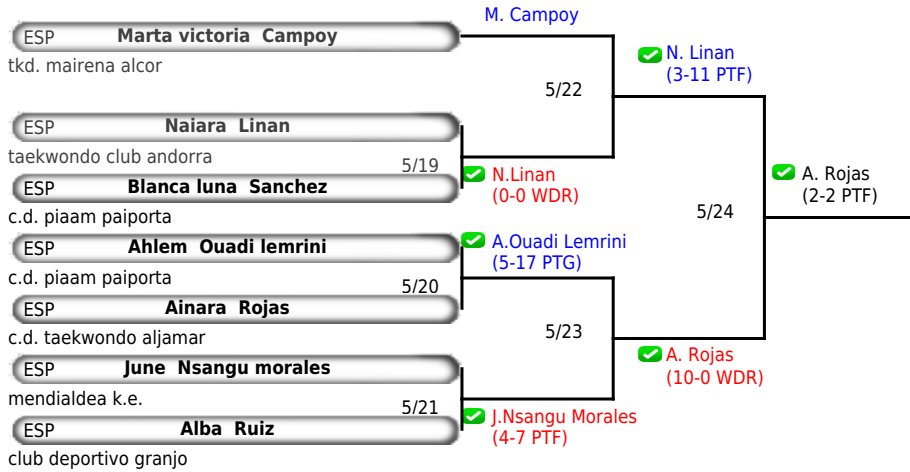 M. Campoy
ESP Marta victoria Campoy
tkd. mairena alcor
N. Linan
(3-11 PTF)
5/22
ESP Naiara Linan
taekwondo club andorra
5/19
N.Linan
(0-0 WDR)
ESP Blanca luna Sanchez
c.d. piaam paiporta
A. Rojas
(2-2 PTF)
5/24
ESP Ahlem Ouadi lemrini
c.d. piaam paiporta
A.Ouadi Lemrini
(5-17 PTG)
5/20
ESP Ainara Rojas
c.d. taekwondo aljamar
5/23
A. Rojas
(10-0 WDR)
ESP June Nsangu morales
mendialdea k.e.
5/21
J.Nsangu Morales
(4-7 PTF)
ESP Alba Ruiz
club deportivo granjo